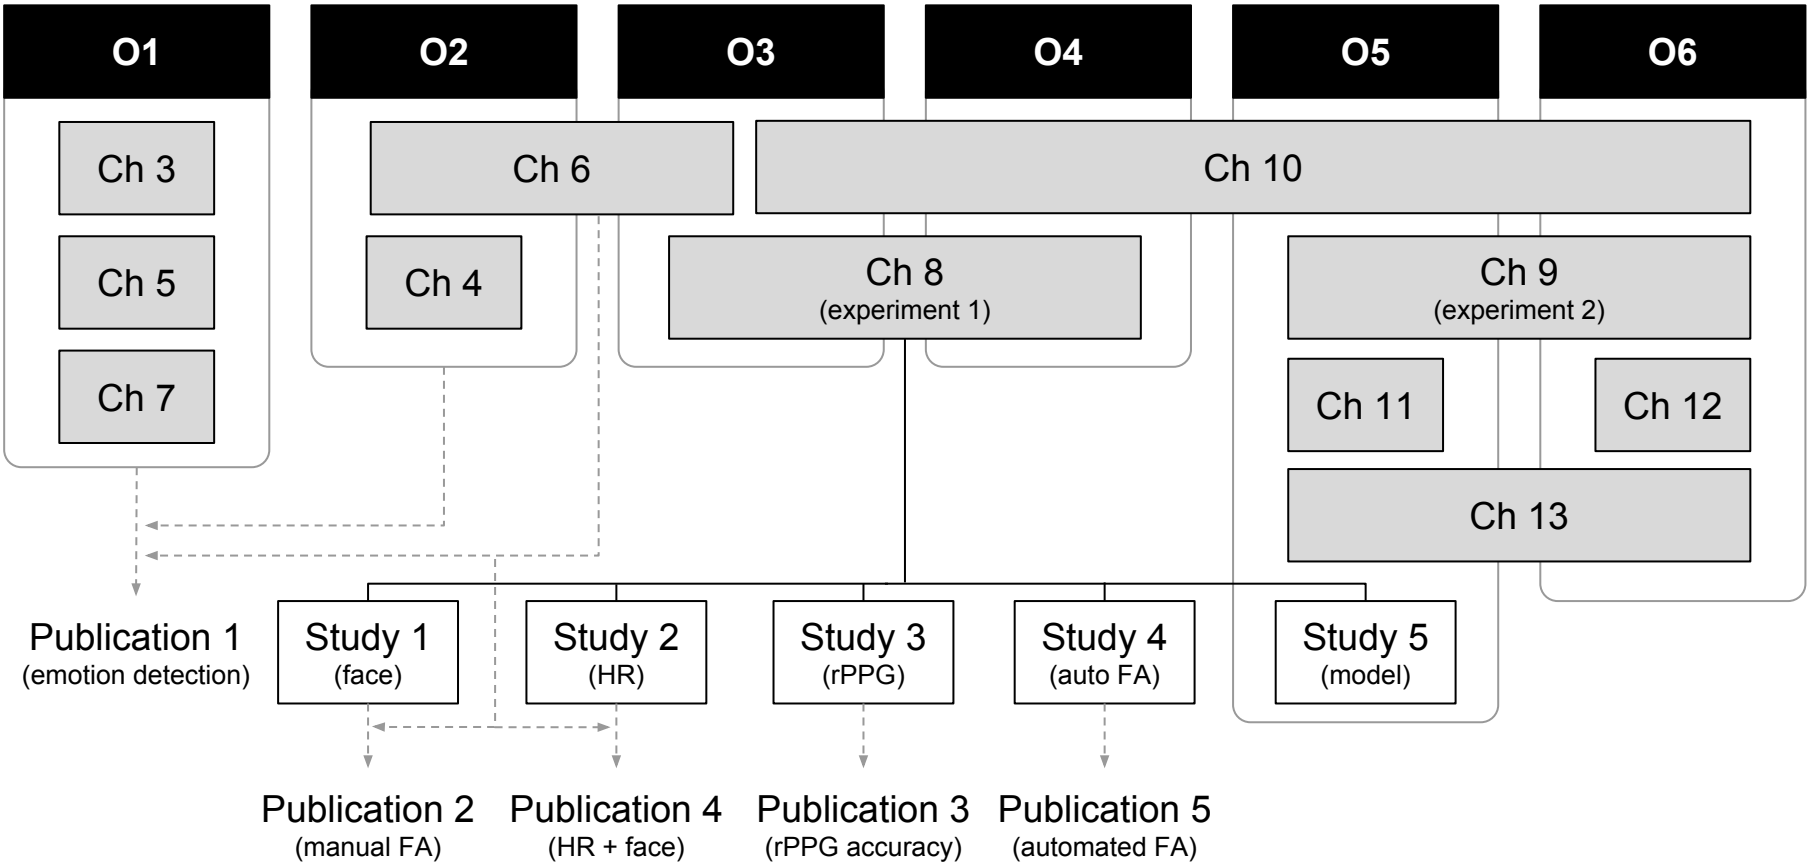 O1
O2
O3
O4
O5
O6
Ch 3
Ch 6
Ch 10
Ch 5
Ch 4
Ch 8
(experiment 1)
Ch 9
(experiment 2)
Ch 7
Ch 11
Ch 12
Ch 13
Publication 1
(emotion detection)
Study 1
(face)
Study 2
(HR)
Study 3
(rPPG)
Study 4
(auto FA)
Study 5
(model)
Publication 2
(manual FA)
Publication 4
(HR + face)
Publication 3
(rPPG accuracy)
Publication 5
(automated FA)